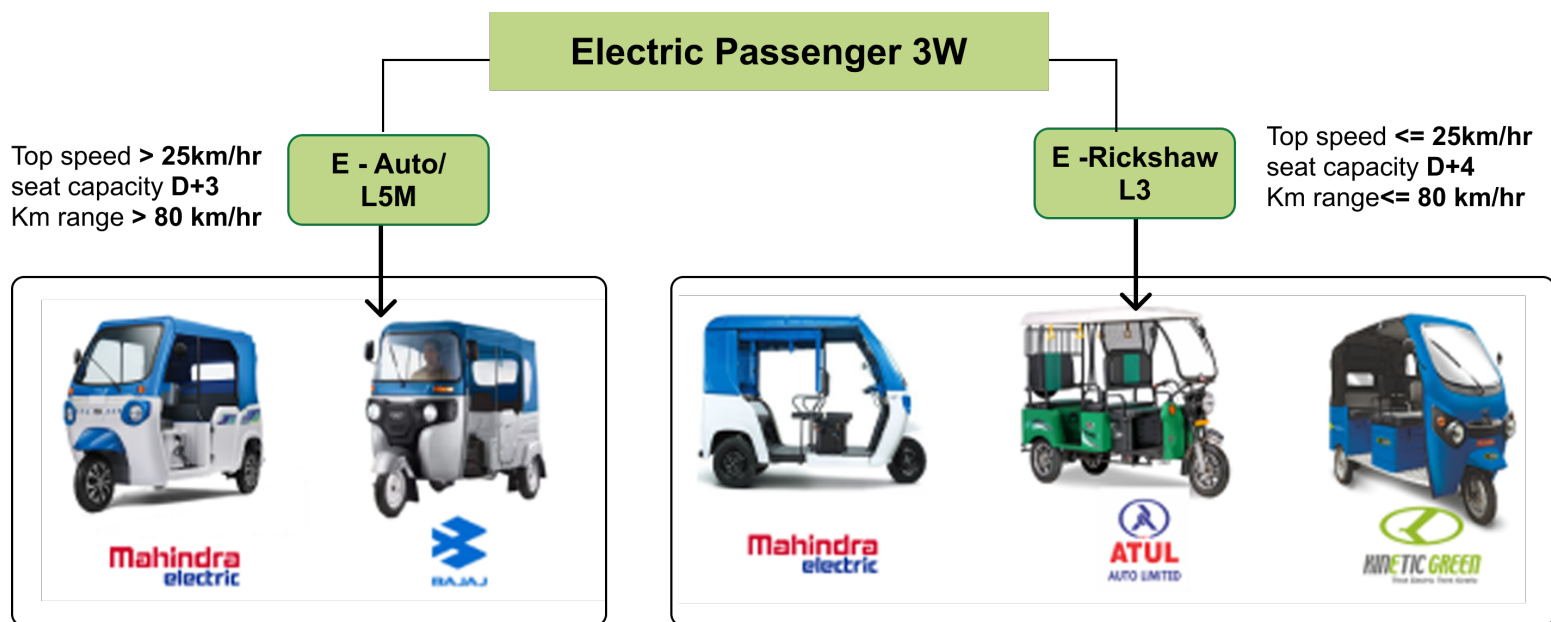 Electric Passenger 3W
Top speed > 25km/hr
seat capacity D+3
Km range > 80 km/hr
E - Auto/
L5M
E -Rickshaw
L3
Top speed <= 25km/hr
seat capacity D+4
Km range<= 80 km/hr
Mahindra
electric
BAJAJ
Mahindra
electric
ATUL
AUTO LIMITED
KINETIC GREEN